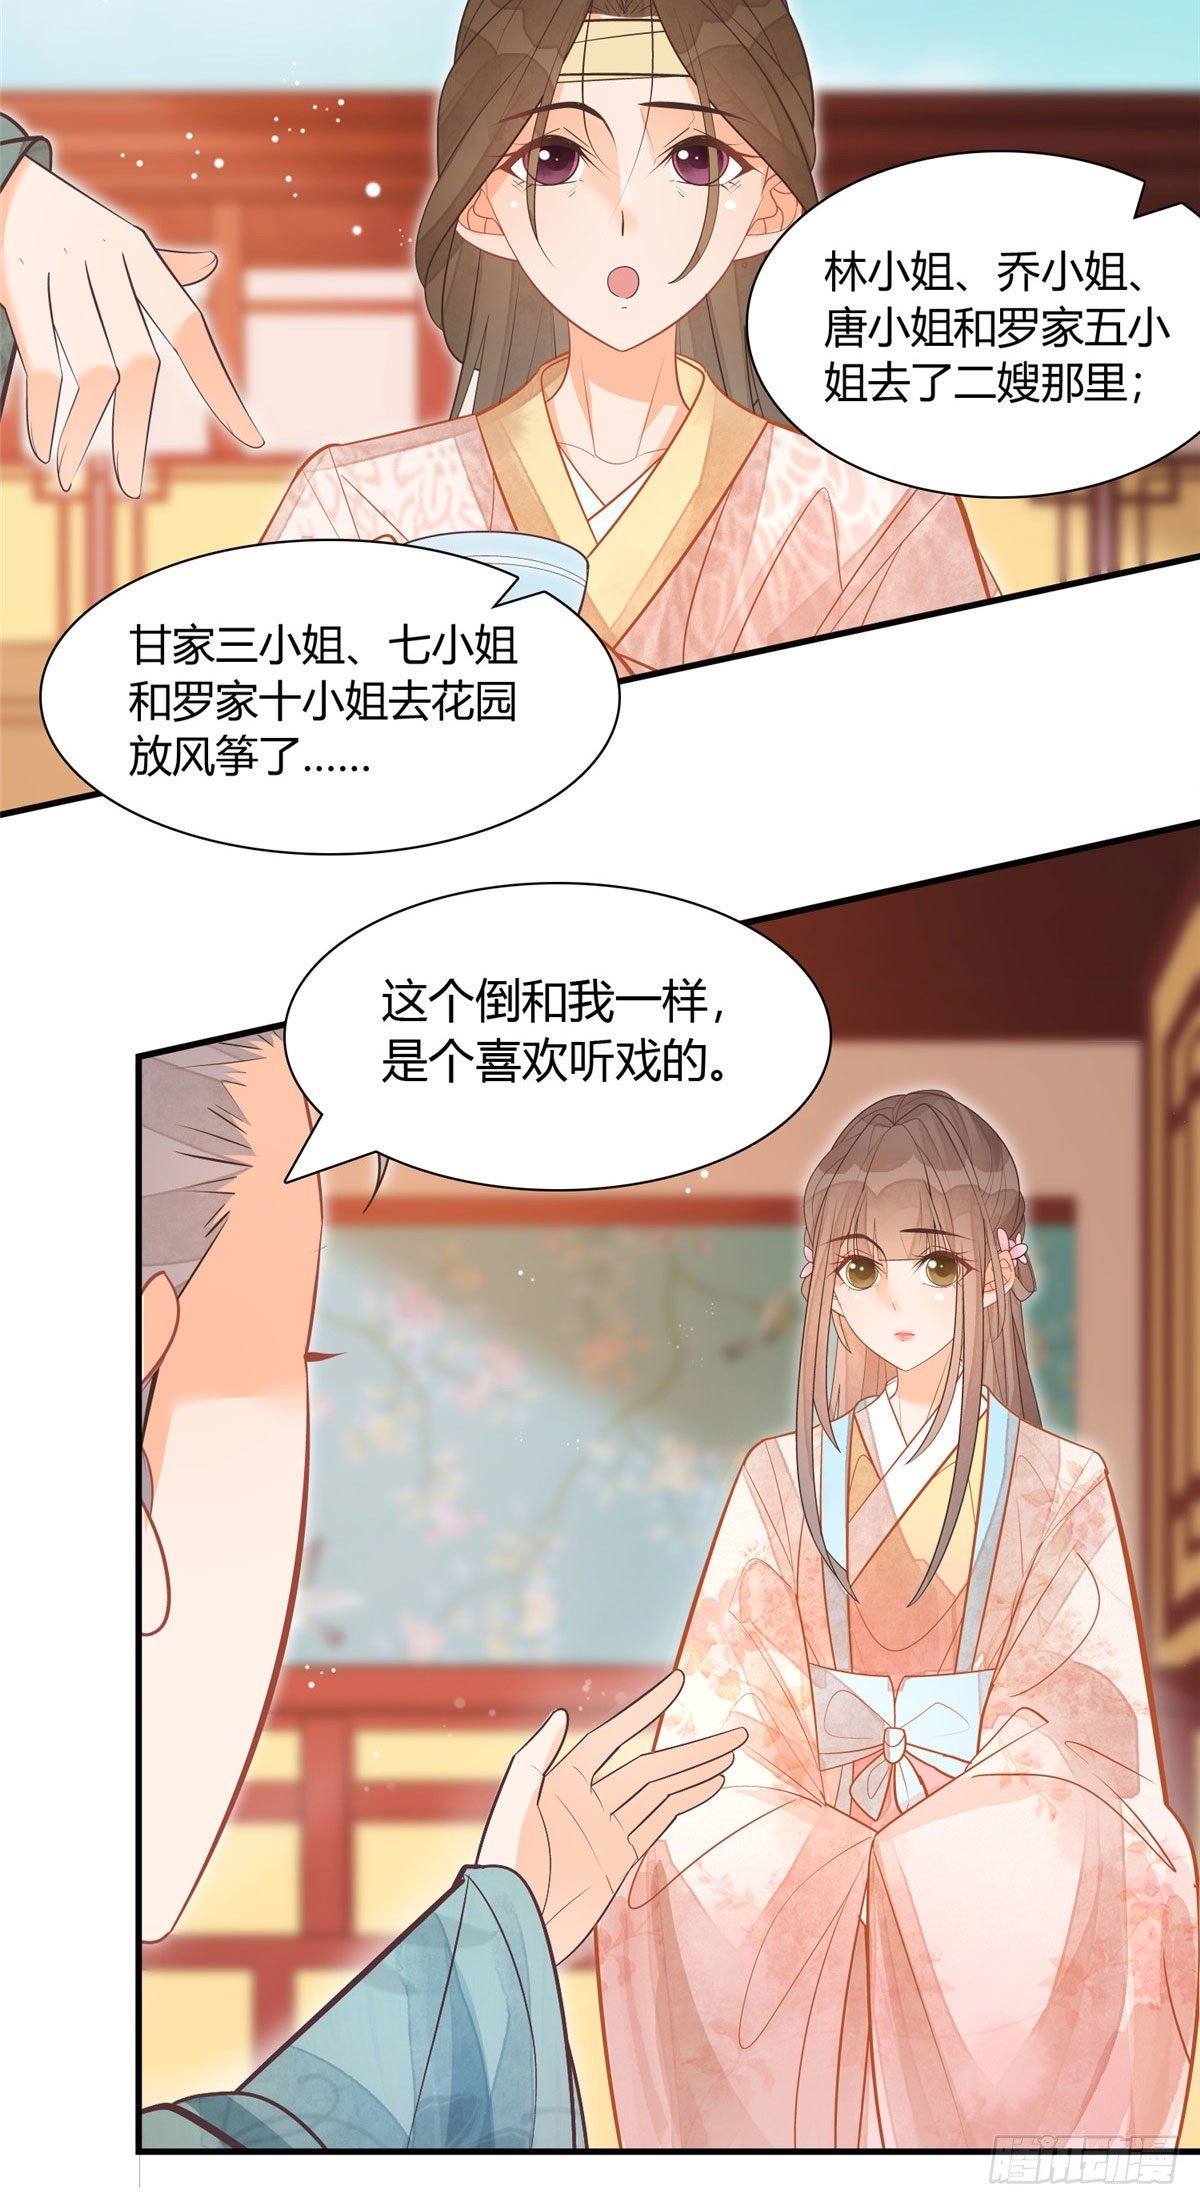 林小姐、乔小姐、
唐小姐和罗家五小
姐去了二嫂那里；
甘家三小姐、七小姐
和罗家十小姐去花园
放风筝了……
这个倒和我一样，
是个喜欢听戏的。
腾讯动漫